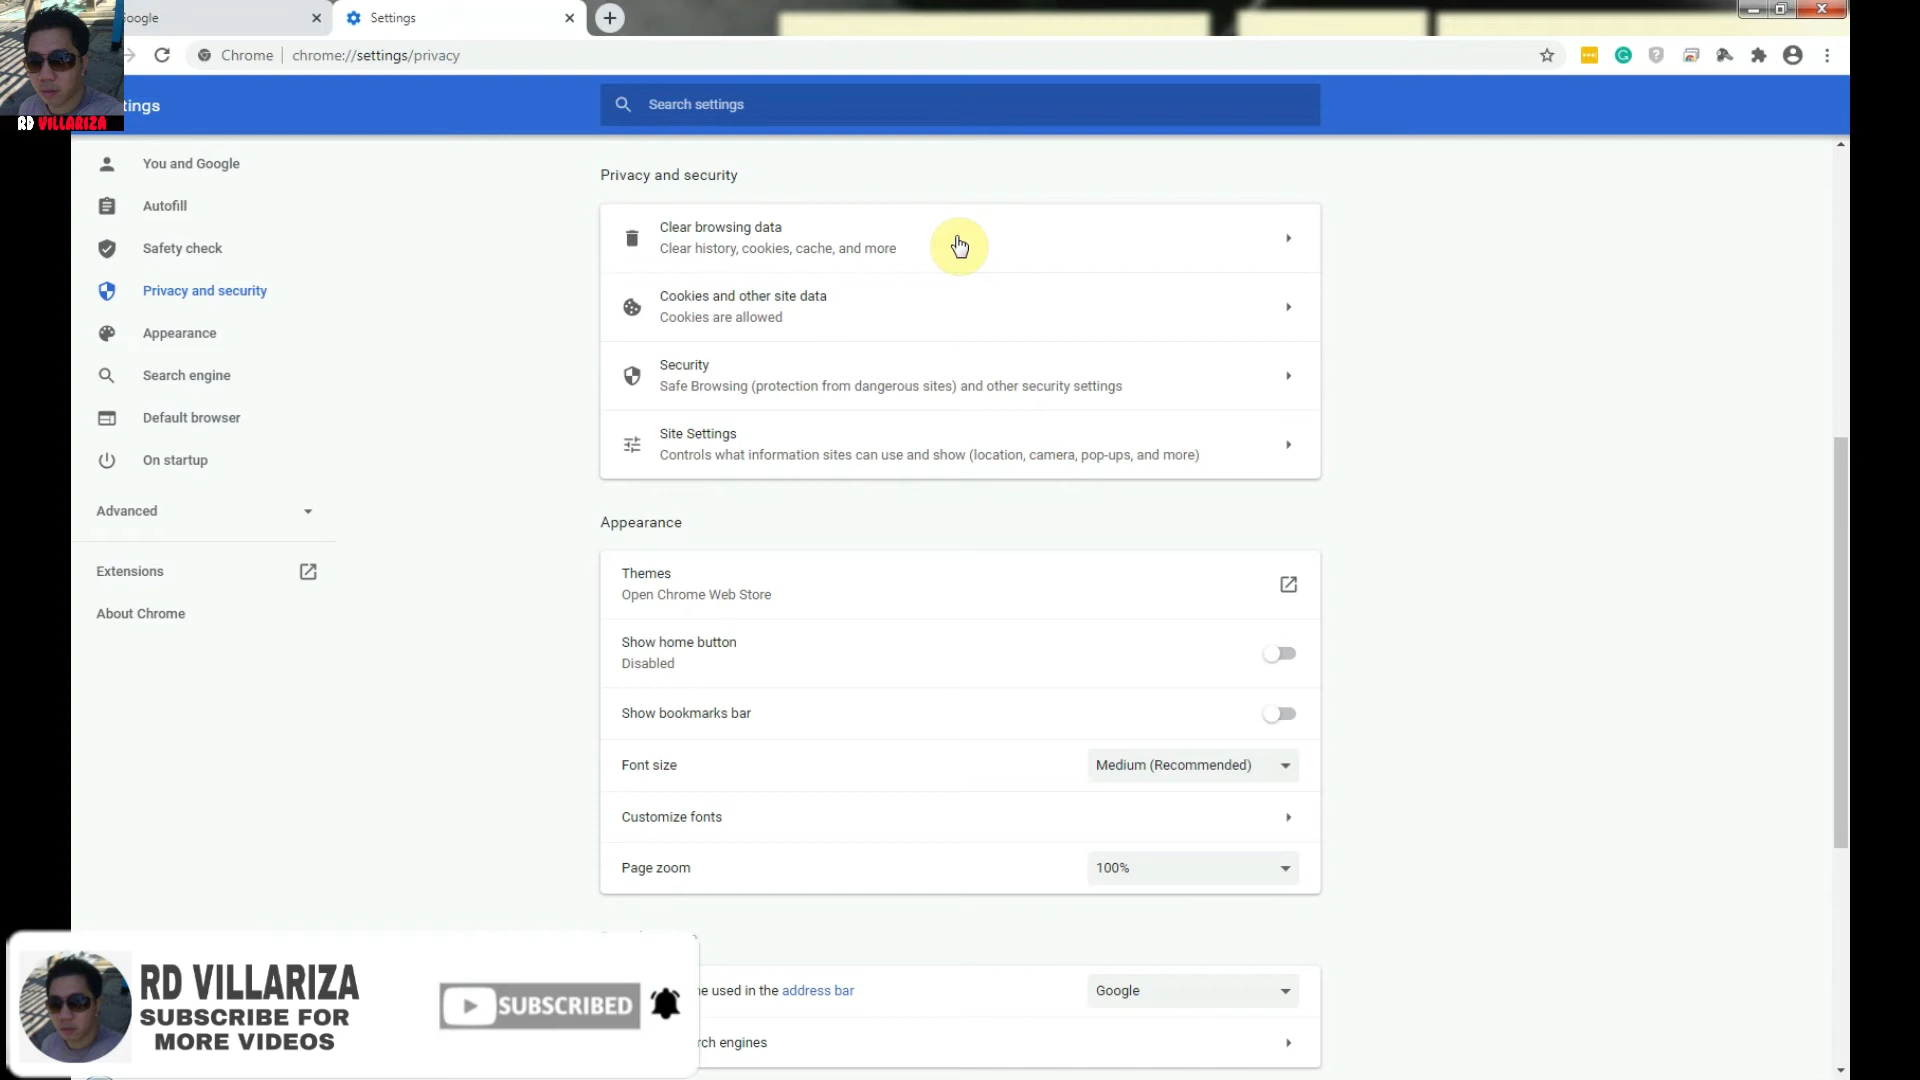 oogle
Settings
Chrome
chrome://settings/privacy
RD VILLARIZA
tings
Search settings
You and Google
Autofill
Safety check
Privacy and security
Appearance
Search engine
Default browser
On startup
Advanced
Extensions
About Chrome
Privacy and security
Clear browsing data
Clear history, cookies, cache, and more
Cookies and other site data
Cookies are allowed
Security
Safe Browsing (protection from dangerous sites) and other security settings
Site Settings
Controls what information sites can use and show (location, camera, pop-ups, and more)
Appearance
Themes
Open Chrome Web Store
Show home button
Disabled
Show bookmarks bar
Font size
Medium (Recommended)
Customize fonts
Page zoom
100%
ne used in the address bar
Google
rch engines
RD VILLARIZA
SUBSCRIBE FOR
MORE VIDEOS
SUBSCRIBED